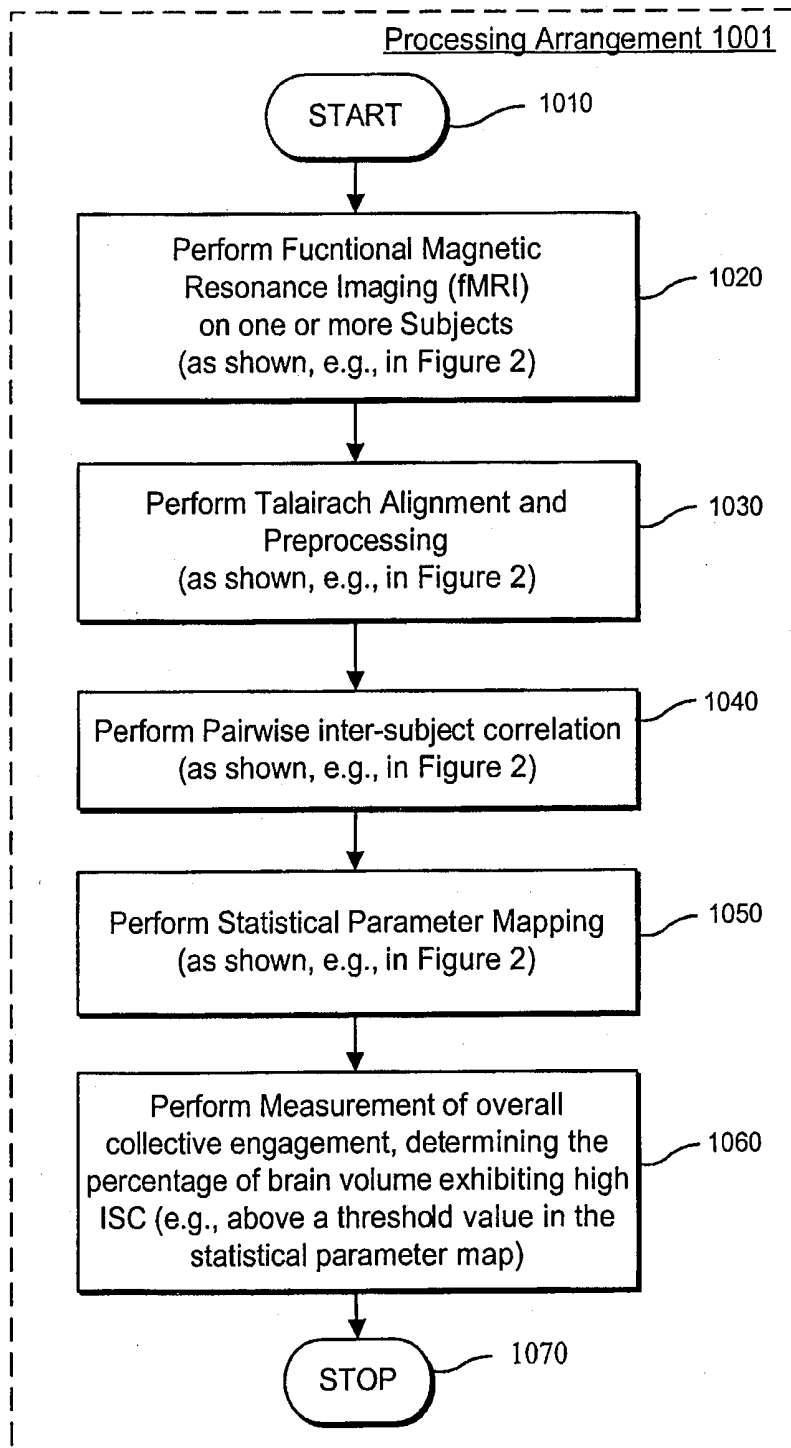 Processing Arrangement 1001
START
1010
Perform Fucntional Magnetic
Resonance Imaging (fMRI)
on one or more Subjects
(as shown, e.g., in Figure 2)
1020
Perform Talairach Alignment and
Preprocessing
(as shown, e.g., in Figure 2)
1030
Perform Pairwise inter-subject correlation
(as shown, e.g., in Figure 2)
1040
Perform Statistical Parameter Mapping
(as shown, e.g., in Figure 2)
1050
Perform Measurement of overall
collective engagement, determining the
percentage of brain volume exhibiting high
ISC (e.g., above a threshold value in the
statistical parameter map)
1060
STOP
1070